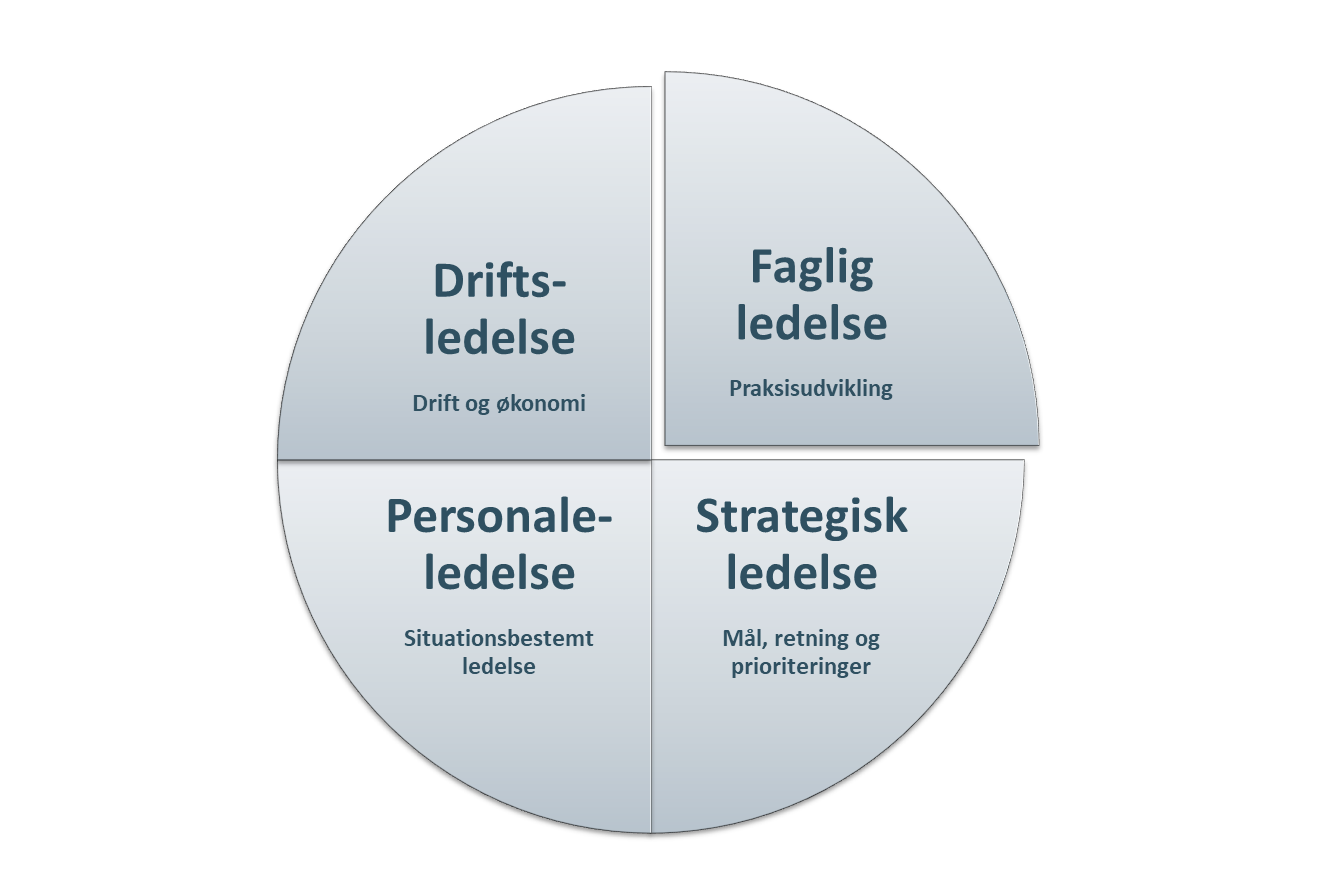 Drifts-
ledelse
Drift og økonomi
Faglig
ledelse
Praksisudvikling
Personale-
ledelse
Situationsbestemt
ledelse
Strategisk
ledelse
Mål, retning og
prioriteringer